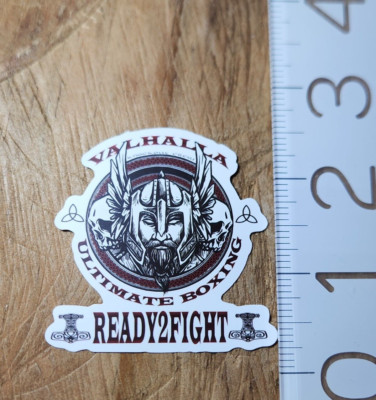 VALHALLA
ULTIMATE BOXING
READY2FIGHT
4
3
2
1
0